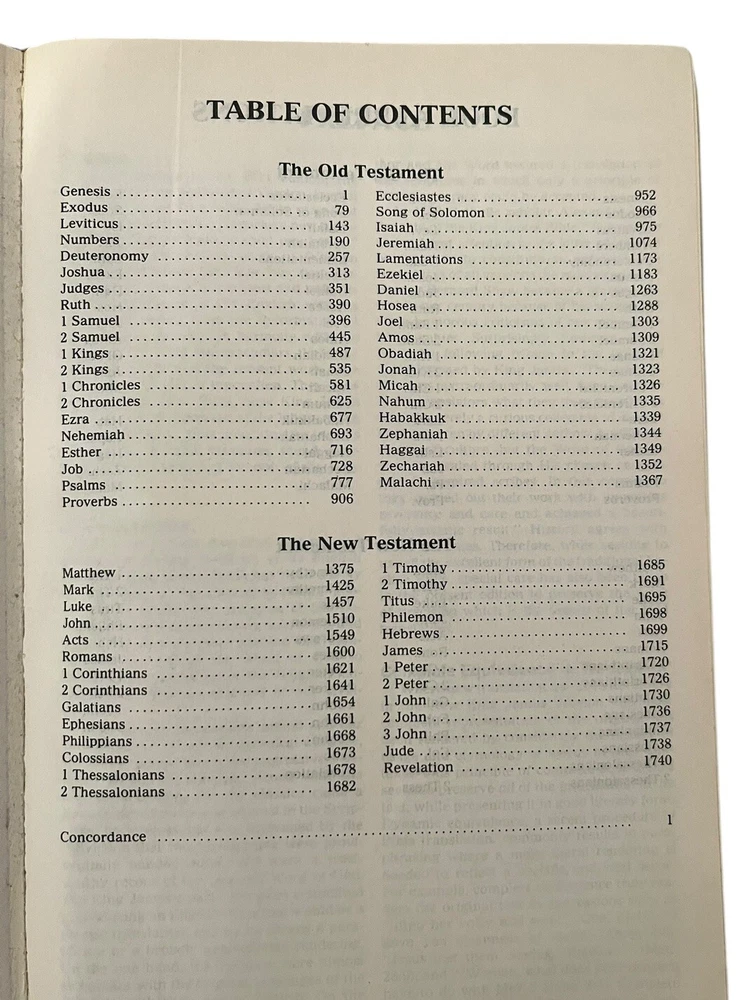 TABLE OF CONTENTS
The Old Testament
Genesis 1
Exodus 79
Leviticus 143
Numbers 190
Deuteronomy 257
Joshua 313
Judges 351
Ruth 390
1 Samuel 396
2 Samuel 445
1 Kings 487
2 Kings 535
1 Chronicles 581
2 Chronicles 625
Ezra 677
Nehemiah 693
Esther 716
Job 728
Psalms 777
Proverbs 906
Ecclesiastes 952
Song of Solomon 966
Isaiah 975
Jeremiah 1074
Lamentations 1173
Ezekiel 1183
Daniel 1263
Hosea 1288
Joel 1303
Amos 1309
Obadiah 1321
Jonah 1323
Micah 1326
Nahum 1335
Habakkuk 1339
Zephaniah 1344
Haggai 1349
Zechariah 1352
Malachi 1367
The New Testament
Matthew 1375
Mark 1425
Luke 1457
John 1510
Acts 1549
Romans 1600
1 Corinthians 1621
2 Corinthians 1641
Galatians 1654
Ephesians 1661
Philippians 1668
Colossians 1673
1 Thessalonians 1678
2 Thessalonians 1682
1 Timothy 1685
2 Timothy 1691
Titus 1695
Philemon 1698
Hebrews 1699
James 1715
1 Peter 1720
2 Peter 1726
1 John 1730
2 John 1736
3 John 1737
Jude 1738
Revelation 1740
Concordance 1